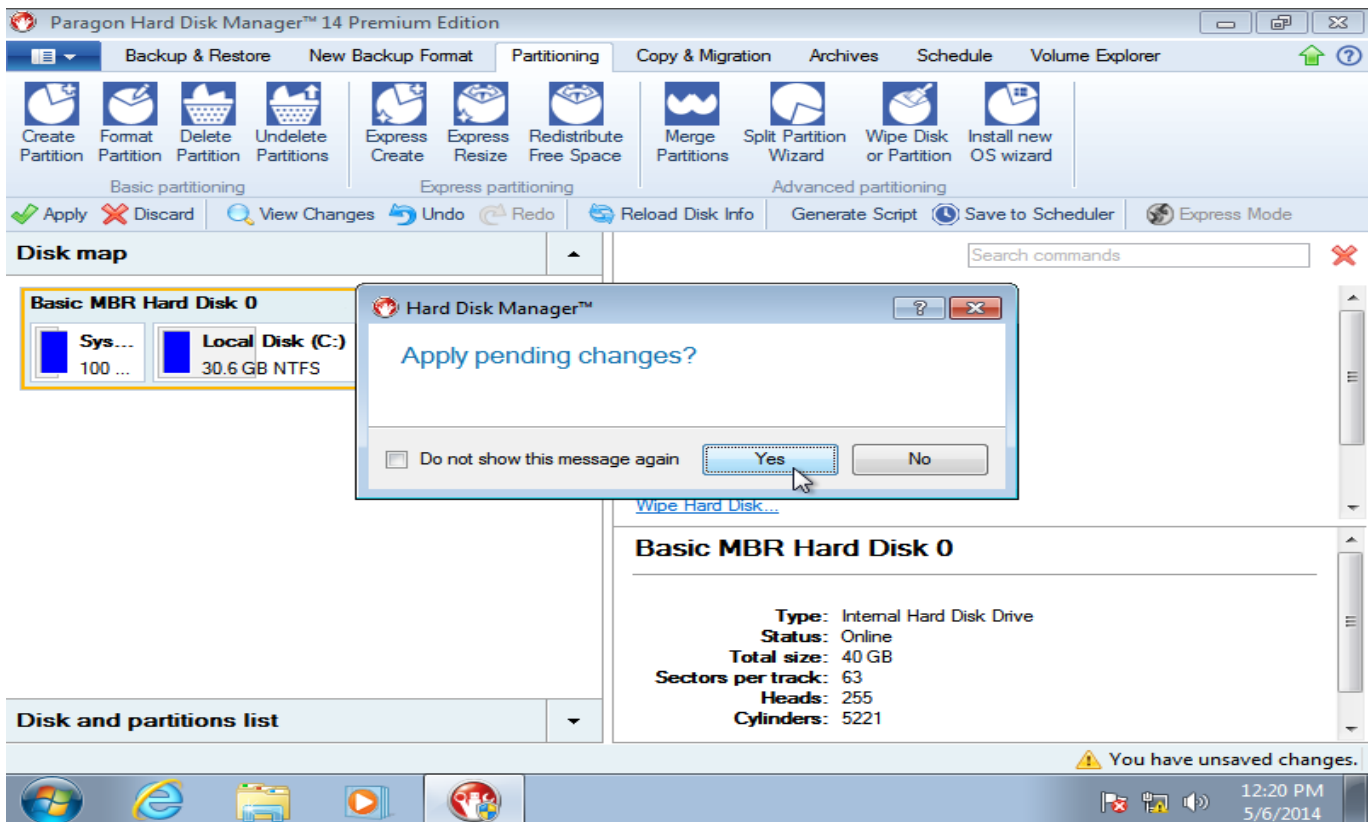 Paragon Hard Disk Manager™ 14 Premium Edition
Backup & Restore New Backup Format Partitioning Copy & Migration Archives Schedule Volume Explorer
Create Partition
Format Partition
Delete Partition
Undelete Partitions
Express Create
Express Resize
Redistribute Free Space
Merge Partitions
Split Partition Wizard
Wipe Disk or Partition
Install new OS wizard
Basic partitioning Express partitioning Advanced partitioning
Apply Discard View Changes Undo Redo Reload Disk Info Generate Script Save to Scheduler Express Mode
Disk map
Search commands
Basic MBR Hard Disk 0
Sys...
100 ...
Local Disk (C:)
30.6 GB NTFS
Hard Disk Manager™
Apply pending changes?
Do not show this message again
Yes
No
Wipe Hard Disk...
Basic MBR Hard Disk 0
Type: Internal Hard Disk Drive
Status: Online
Total size: 40 GB
Sectors per track: 63
Heads: 255
Cylinders: 5221
Disk and partitions list
You have unsaved changes.
12:20 PM
5/6/2014